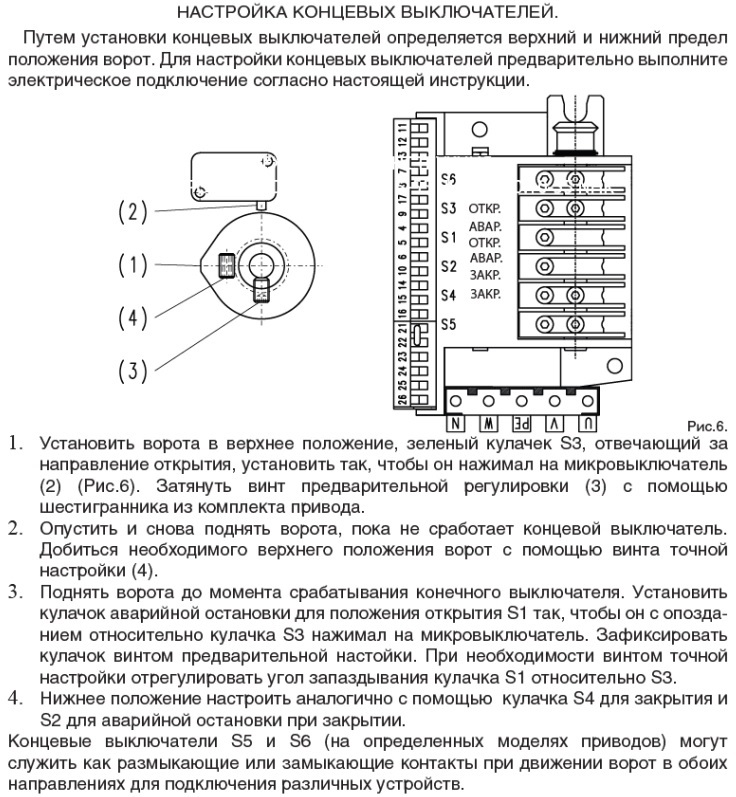 НАСТРОЙКА КОНЦЕВЫХ ВЫКЛЮЧАТЕЛЕЙ.
Путем установки концевых выключателей определяется верхний и нижний предел
положения ворот. Для настройки концевых выключателей предварительно выполните
электрическое подключение согласно настоящей инструкции.
(2)
(1)
(4)
(3)
11
12
13
7
17
9
4
5
6
10
14
15
16
21
22
23
24
25
26
S6
S3 ОТКР.
S1 АВАР. ОТКР.
S2 АВАР. ЗАКР.
S4 ЗАКР.
S5
N W PE V U
Рис.6.
1. Установить ворота в верхнее положение, зеленый кулачек S3, отвечающий за
направление открытия, установить так, чтобы он нажимал на микровыключатель
(2) (Рис.6). Затянуть винт предварительной регулировки (3) с помощью
шестигранника из комплекта привода.
2. Опустить и снова поднять ворота, пока не сработает концевой выключатель.
Добиться необходимого верхнего положения ворот с помощью винта точной
настройки (4).
3. Поднять ворота до момента срабатывания конечного выключателя. Установить
кулачок аварийной остановки для положения открытия S1 так, чтобы он с опозда-
нием относительно кулачка S3 нажимал на микровыключатель. Зафиксировать
кулачок винтом предварительной настойки. При необходимости винтом точной
настройки отрегулировать угол запаздывания кулачка S1 относительно S3.
4. Нижнее положение настроить аналогично с помощью кулачка S4 для закрытия и
S2 для аварийной остановки при закрытии.
Концевые выключатели S5 и S6 (на определенных моделях приводов) могут
служить как размыкающие или замыкающие контакты при движении ворот в обоих
направлениях для подключения различных устройств.